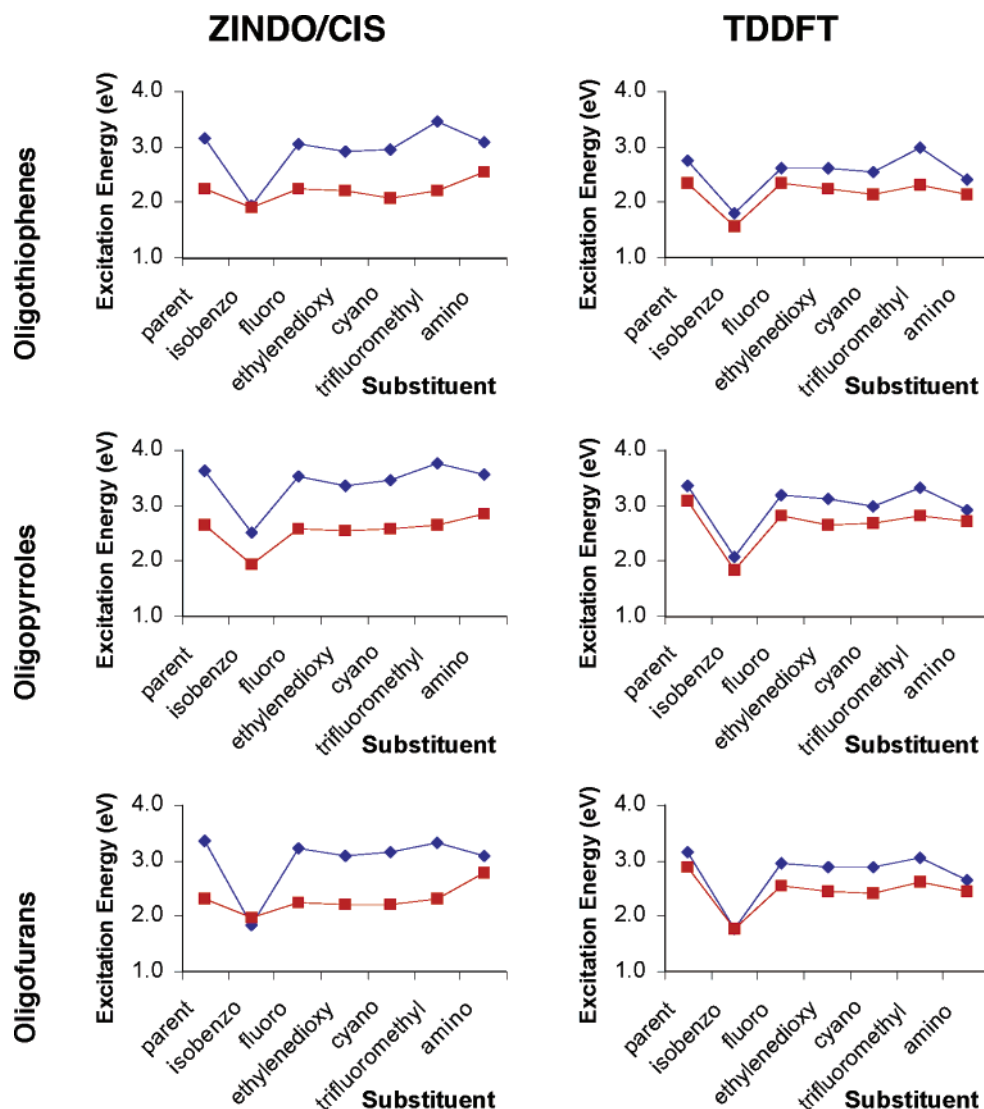 ZINDO/CIS
TDDFT
Oligothiophenes
Excitation Energy (eV)
4.0
3.0
2.0
1.0
parent
isobenzo
fluoro
ethylenedioxy
cyano
trifluoromethyl
amino
Substituent
Excitation Energy (eV)
4.0
3.0
2.0
1.0
parent
isobenzo
fluoro
ethylenedioxy
cyano
trifluoromethyl
amino
Substituent
Oligopyrroles
Excitation Energy (eV)
4.0
3.0
2.0
1.0
parent
isobenzo
fluoro
ethylenedioxy
cyano
trifluoromethyl
amino
Substituent
Excitation Energy (eV)
4.0
3.0
2.0
1.0
parent
isobenzo
fluoro
ethylenedioxy
cyano
trifluoromethyl
amino
Substituent
Oligofurans
Excitation Energy (eV)
4.0
3.0
2.0
1.0
parent
isobenzo
fluoro
ethylenedioxy
cyano
trifluoromethyl
amino
Substituent
Excitation Energy (eV)
4.0
3.0
2.0
1.0
parent
isobenzo
fluoro
ethylenedioxy
cyano
trifluoromethyl
amino
Substituent